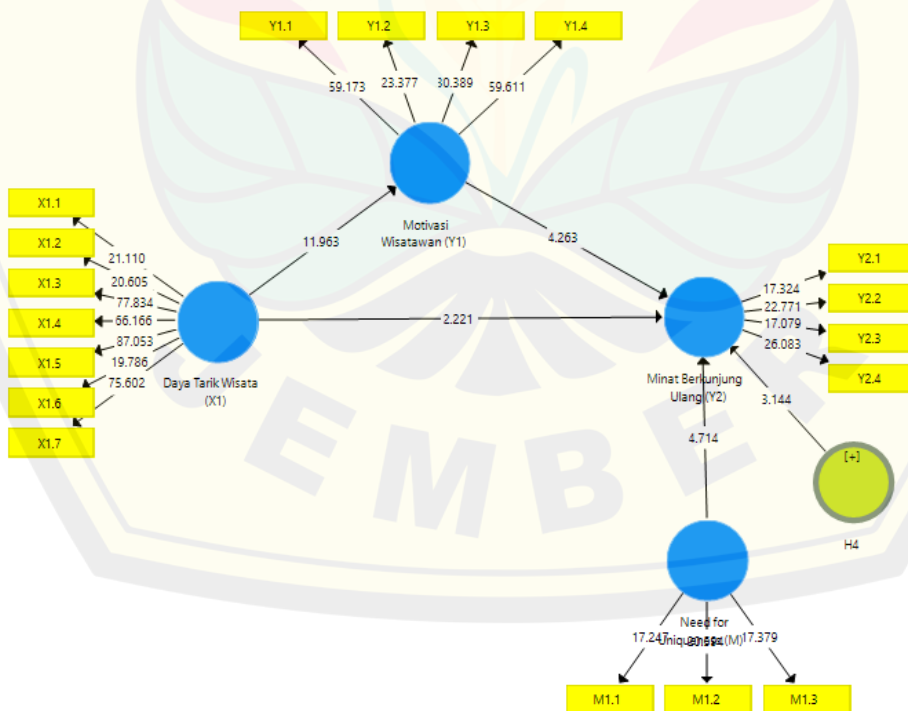 Y1.1
Y1.2
Y1.3
Y1.4
59.173
23.377
30.389
59.611
Motivasi
Wisatawan (Y1)
X1.1
X1.2
X1.3
X1.4
X1.5
X1.6
X1.7
21.110
20.605
77.834
66.166
87.053
19.786
75.602
Daya Tarik Wisata
(X1)
11.963
4.263
2.221
Minat Berkunjung
Ulang (Y2)
17.324
22.771
17.079
26.083
Y2.1
Y2.2
Y2.3
Y2.4
3.144
4.714
[+]
H4
Need for
Uniqueness (M)
17.247
17.379
M1.1
M1.2
M1.3
EMBE